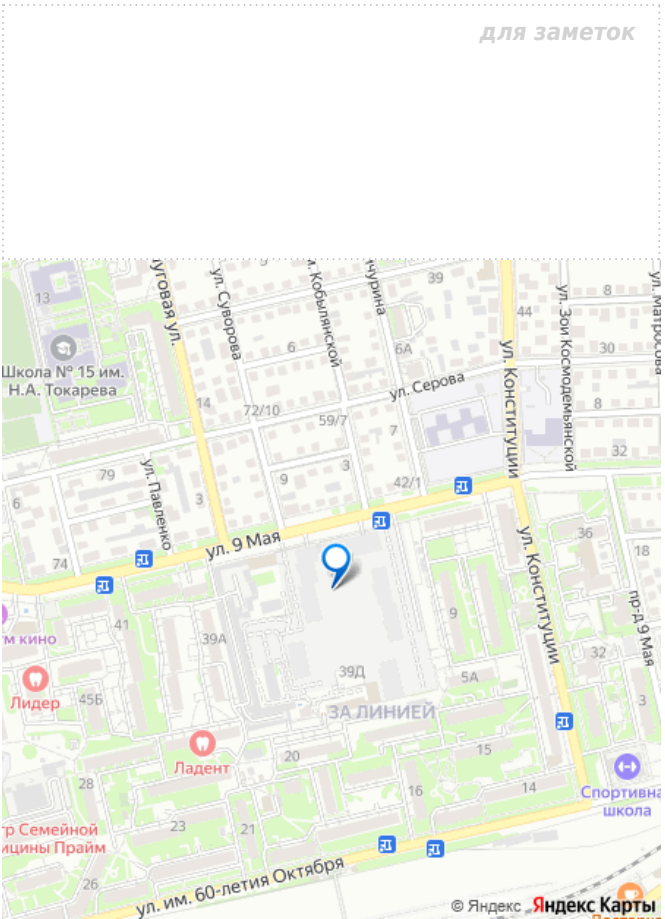 для заметок
луговая ул.
ул. Суворова
м. Кобылянской
ичурина
39
13
6
6А
44
8
ул. Матросова
ул. Зои Космодемьянской
30
Школа № 15 им.
Н.А. Токарева
ул. Серова
ул. Конституции
14
72/10
59/7
7
8
32
79
ул. Павленко
3
9
3
42/1
6
74
ул. 9 Мая
ул. Конституции
36
18
пр-д 9 Мая
41
39А
9
32
м кино
Лидер
45Б
39Д
5А
3
ЗА ЛИНИЕЙ
Ладент
20
15
28
16
14
Спортивна
школа
23
21
тр Семейной
ицины Прайм
26
ул. им. 60-летия Октября
© Яндекс Яндекс Карты